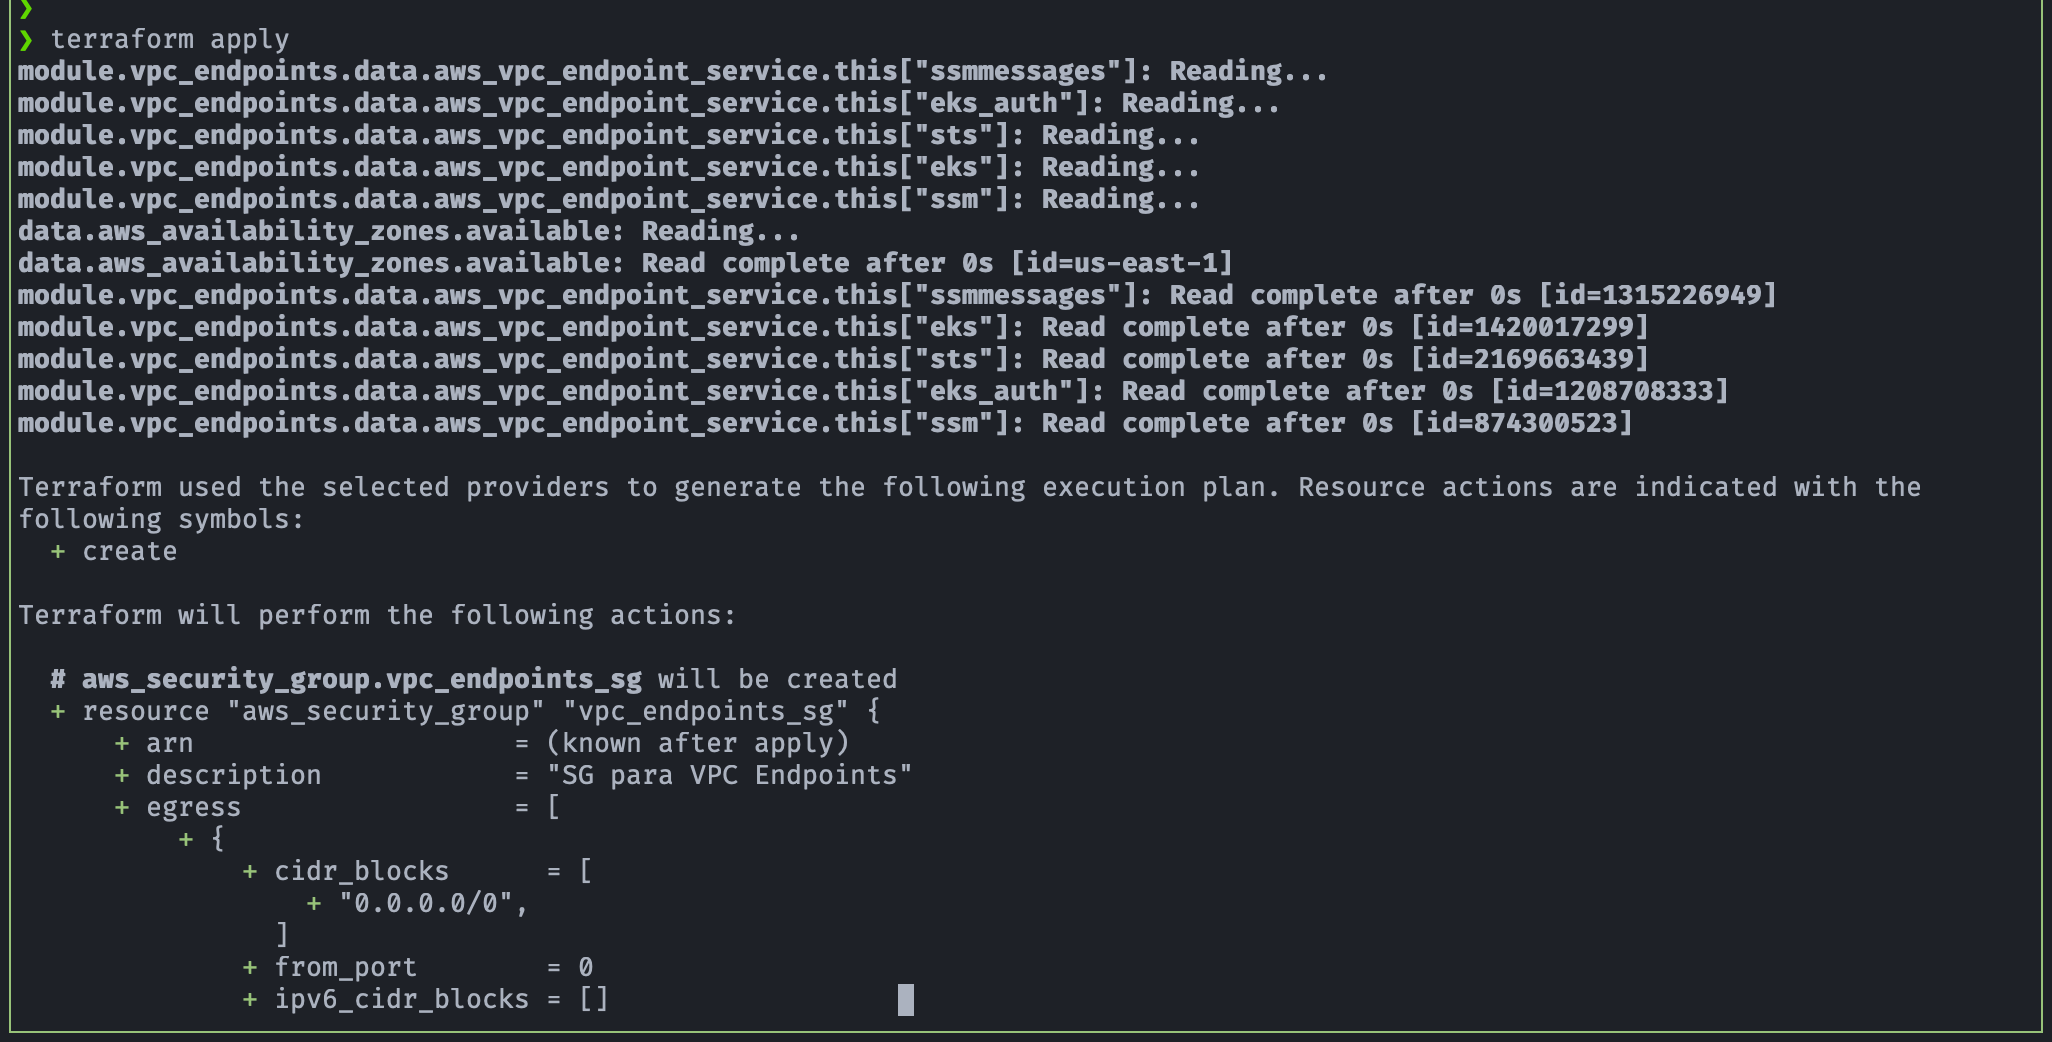 ❯
❯ terraform apply
module.vpc_endpoints.data.aws_vpc_endpoint_service.this["ssmmessages"]: Reading...
module.vpc_endpoints.data.aws_vpc_endpoint_service.this["eks_auth"]: Reading...
module.vpc_endpoints.data.aws_vpc_endpoint_service.this["sts"]: Reading...
module.vpc_endpoints.data.aws_vpc_endpoint_service.this["eks"]: Reading...
module.vpc_endpoints.data.aws_vpc_endpoint_service.this["ssm"]: Reading...
data.aws_availability_zones.available: Reading...
data.aws_availability_zones.available: Read complete after 0s [id=us-east-1]
module.vpc_endpoints.data.aws_vpc_endpoint_service.this["ssmmessages"]: Read complete after 0s [id=1315226949]
module.vpc_endpoints.data.aws_vpc_endpoint_service.this["eks"]: Read complete after 0s [id=1420017299]
module.vpc_endpoints.data.aws_vpc_endpoint_service.this["sts"]: Read complete after 0s [id=2169663439]
module.vpc_endpoints.data.aws_vpc_endpoint_service.this["eks_auth"]: Read complete after 0s [id=1208708333]
module.vpc_endpoints.data.aws_vpc_endpoint_service.this["ssm"]: Read complete after 0s [id=874300523]

Terraform used the selected providers to generate the following execution plan. Resource actions are indicated with the
following symbols:
  + create

Terraform will perform the following actions:

  # aws_security_group.vpc_endpoints_sg will be created
  + resource "aws_security_group" "vpc_endpoints_sg" {
      + arn                    = (known after apply)
      + description            = "SG para VPC Endpoints"
      + egress                 = [
          + {
              + cidr_blocks      = [
                  + "0.0.0.0/0",
                ]
              + from_port        = 0
              + ipv6_cidr_blocks = []